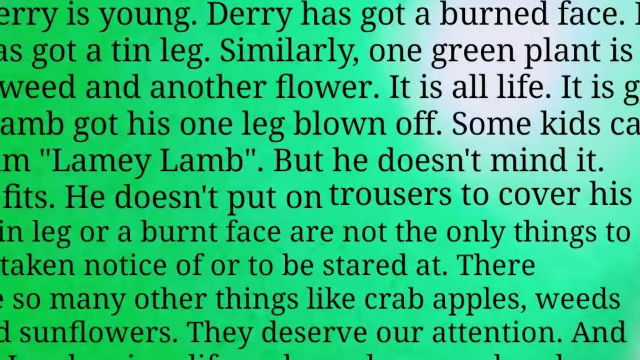 erry is young. Derry has got a burned face.
as got a tin leg. Similarly, one green plant is
weed and another flower. It is all life. It is g
amb got his one leg blown off. Some kids ca
m "Lamey Lamb". But he doesn't mind it.
fits. He doesn't put on trousers to cover his
in leg or a burnt face are not the only things to
taken notice of or to be stared at. There
e so many other things like crab apples, weeds
d sunflowers. They deserve our attention. And